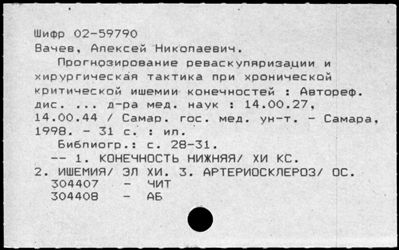 Шифр 02-59790
Вачев, Алексей Николаевич.
Прогнозирование реваскуляризации и
хирургическая тактика при хронической
критической ишемии конечностей : Автореф.
дис. ... д-ра мед. наук : 14.00.27,
14.00.44 / Самар. гос. мед. ун-т. - Самара,
1998. - 31 с. : ил.
Библиогр.: с. 28-31.
-- 1. КОНЕЧНОСТЬ НИЖНЯЯ/ ХИ КС.
2. ИШЕМИЯ/ ЭЛ ХИ. 3. АРТЕРИОСКЛЕРОЗ/ ОС.
304407 - ЧИТ
304408 - АБ